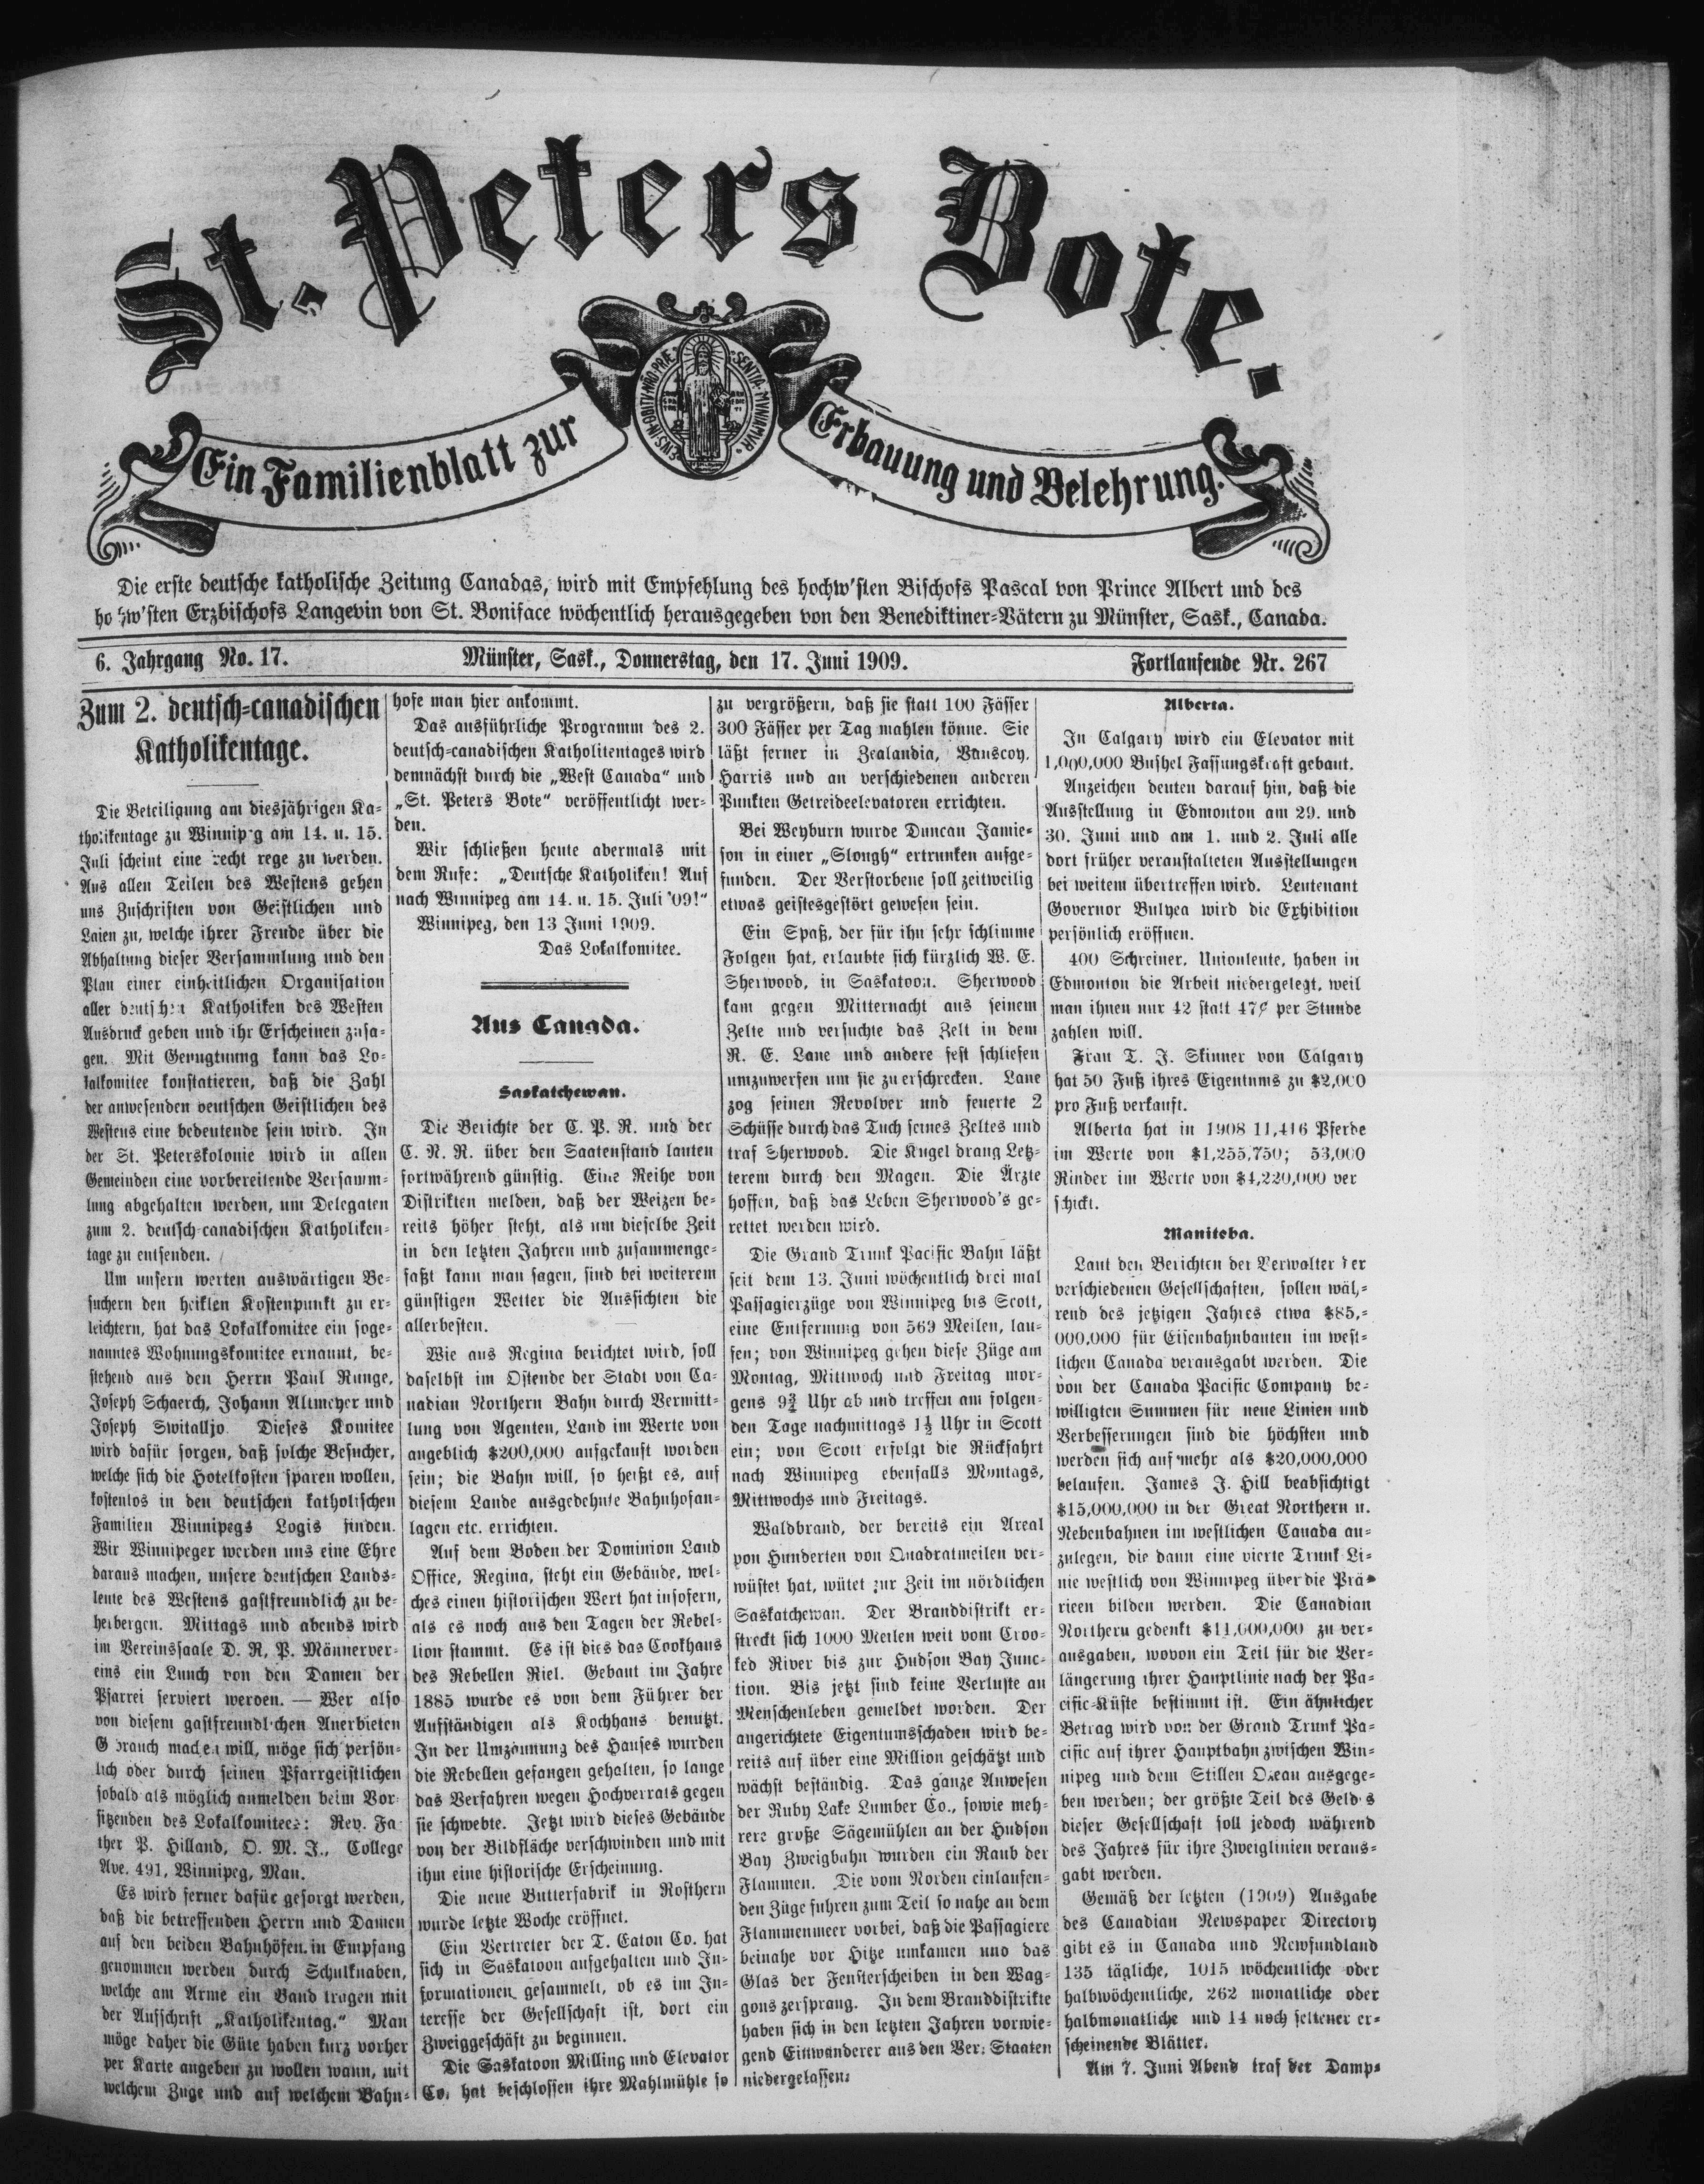 St. Peters Bote.
Ein Familienblatt zur Erbauung und Belehrung.
Die erste deutsche katholische Zeitung Canadas, wird mit Empfehlung des hochw'sten Bischofs Pascal von Prince Albert und des
hochw'sten Erzbischofs Langevin von St. Boniface wöchentlich herausgegeben von den Benediktiner-Vätern zu Münster, Sask., Canada.
6. Jahrgang No. 17. Münster, Sask., Donnerstag, den 17. Juni 1909. Fortlaufende Nr. 267
Zum 2. deutsch-canadischen
Katholikentage.
Die Beteiligung am diesjährigen Ka-
tholikentage zu Winnipeg am 14. u. 15.
Juli scheint eine recht rege zu werden.
Aus allen Teilen des Westens gehen
uns Zuschriften von Geistlichen und
Laien zu, welche ihrer Freude über die
Abhaltung dieser Versammlung und den
Plan einer einheitlichen Organisation
aller deutschen Katholiken des Westen
Ausdruck geben und ihr Erscheinen zusa-
gen. Mit Genugtuung kann das Lo-
kalkomitee konstatieren, daß die Zahl
der anwesenden deutschen Geistlichen des
Westens eine bedeutende sein wird. In
der St. Peterskolonie wird in allen
Gemeinden eine vorbereitende Versamm-
lung abgehalten werden, um Delegaten
zum 2. deutsch-canadischen Katholiken-
tage zu entsenden.
Um unsern werten auswärtigen Be-
suchern den heiklen Kostenpunkt zu er-
leichtern, hat das Lokalkomitee ein soge-
nanntes Wohnungskomitee ernannt, be-
stehend aus den Herrn Paul Runge,
Joseph Schaerch, Johann Altmeyer und
Joseph Switalljo. Dieses Komitee
wird dafür sorgen, daß solche Besucher,
welche sich die Hotelkosten sparen wollen,
kostenlos in den deutschen katholischen
Familien Winnipegs Logis finden.
Wir Winnipeger werden uns eine Ehre
daraus machen, unsere deutschen Lands-
leute des Westens gastfreundlich zu be-
herbergen. Mittags und abends wird
im Vereinssaale D. R. P. Männerver-
eins ein Lunch von den Damen der
Pfarrei serviert werden. — Wer also
von diesem gastfreundlichen Anerbieten
Gebrauch machen will, möge sich persön-
lich oder durch seinen Pfarrgeistlichen
sobald als möglich anmelden beim Vor-
sitzenden des Lokalkomitees: Rev. Fa-
ther P. Hilland, O. M. I., College
Ave. 491, Winnipeg, Man.
Es wird ferner dafür gesorgt werden,
daß die betreffenden Herrn und Damen
auf den beiden Bahnhöfen in Empfang
genommen werden durch Schulknaben,
welche am Arme ein Band tragen mit
der Aufschrift „Katholikentag.“ Man
möge daher die Güte haben kurz vorher
per Karte angeben zu wollen wann, mit
welchem Zuge und auf welchem Bahn-
hofe man hier ankommt.
Das ausführliche Programm des 2.
deutsch-canadischen Katholikentages wird
demnächst durch die „West Canada“ und
„St. Peters Bote“ veröffentlicht wer-
den.
Wir schließen heute abermals mit
dem Rufe: „Deutsche Katholiken! Auf
nach Winnipeg am 14. u. 15. Juli '09!“
Winnipeg, den 13 Juni 1909.
Das Lokalkomitee.
Aus Canada.
Saskatchewan.
Die Berichte der C. P. R. und der
C. N. R. über den Saatenstand lauten
fortwährend günstig. Eine Reihe von
Distrikten melden, daß der Weizen be-
reits höher steht, als um dieselbe Zeit
in den letzten Jahren und zusammenge-
faßt kann man sagen, sind bei weiterem
günstigen Wetter die Aussichten die
allerbesten.
Wie aus Regina berichtet wird, soll
daselbst im Ostende der Stadt von Ca-
nadian Northern Bahn durch Vermitt-
lung von Agenten, Land im Werte von
angeblich $200,000 aufgekauft worden
sein; die Bahn will, so heißt es, auf
diesem Lande ausgedehnte Bahnhofan-
lagen etc. errichten.
Auf dem Boden der Dominion Land
Office, Regina, steht ein Gebäude, wel-
ches einen historischen Wert hat insofern,
als es noch aus den Tagen der Rebel-
lion stammt. Es ist dies das Cookhaus
des Rebellen Riel. Gebaut im Jahre
1885 wurde es von dem Führer der
Aufständigen als Kochhaus benutzt.
In der Umzäunung des Hauses wurden
die Rebellen gefangen gehalten, so lange
das Verfahren wegen Hochverrats gegen
sie schwebte. Jetzt wird dieses Gebäude
von der Bildfläche verschwinden und mit
ihm eine historische Erscheinung.
Die neue Butterfabrik in Rosthern
wurde letzte Woche eröffnet.
Ein Vertreter der T. Eaton Co. hat
sich in Saskatoon aufgehalten und In-
formationen gesammelt, ob es im In-
teresse der Gesellschaft ist, dort ein
Zweiggeschäft zu beginnen.
Die Saskatoon Milling und Elevator
Co. hat beschlossen ihre Mahlmühle so
zu vergrößern, daß sie statt 100 Fässer
300 Fässer per Tag mahlen könne. Sie
läßt ferner in Zealandia, Vanscoy,
Harris und an verschiedenen anderen
Punkten Getreideelevatoren errichten.
Bei Weyburn wurde Duncan Jamie-
son in einer „Slough“ ertrunken aufge-
funden. Der Verstorbene soll zeitweilig
etwas geistesgestört gewesen sein.
Ein Spaß, der für ihn sehr schlimme
Folgen hat, erlaubte sich kürzlich W. E.
Sherwood, in Saskatoon. Sherwood
kam gegen Mitternacht aus seinem
Zelte und versuchte das Zelt in dem
R. E. Lane und andere fest schliefen
umzuwerfen um sie zu erschrecken. Lane
zog seinen Revolver und feuerte 2
Schüsse durch das Tuch seines Zeltes und
traf Sherwood. Die Kugel drang Letz-
terem durch den Magen. Die Ärzte
hoffen, daß das Leben Sherwood's ge-
rettet werden wird.
Die Grand Trunk Pacific Bahn läßt
seit dem 13. Juni wöchentlich drei mal
Passagierzüge von Winnipeg bis Scott,
eine Entfernung von 569 Meilen, lau-
fen; von Winnipeg gehen diese Züge am
Montag, Mittwoch und Freitag mor-
gens 9¾ Uhr ab und treffen am folgen-
den Tage nachmittags 1½ Uhr in Scott
ein; von Scott erfolgt die Rückfahrt
nach Winnipeg ebenfalls Montags,
Mittwochs und Freitags.
Waldbrand, der bereits ein Areal
von Hunderten von Quadratmeilen ver-
wüstet hat, wütet zur Zeit im nördlichen
Saskatchewan. Der Branddistrikt er-
streckt sich 1000 Meilen weit vom Croo-
ked River bis zur Hudson Bay Junc-
tion. Bis jetzt sind keine Verluste an
Menschenleben gemeldet worden. Der
angerichtete Eigentumsschaden wird be-
reits auf über eine Million geschätzt und
wächst beständig. Das ganze Anwesen
der Ruby Lake Lumber Co., sowie meh-
rere große Sägemühlen an der Hudson
Bay Zweigbahn wurden ein Raub der
Flammen. Die vom Norden einlaufen-
den Züge fuhren zum Teil so nahe an dem
Flammenmeer vorbei, daß die Passagiere
beinahe vor Hitze umkamen und das
Glas der Fensterscheiben in den Wag-
gons zersprang. In dem Branddistrikte
haben sich in den letzten Jahren vorwie-
gend Einwanderer aus den Ver. Staaten
niedergelassen.
Alberta.
In Calgary wird ein Elevator mit
1,000,000 Bushel Fassungskraft gebaut.
Anzeichen deuten darauf hin, daß die
Ausstellung in Edmonton am 29. und
30. Juni und am 1. und 2. Juli alle
dort früher veranstalteten Ausstellungen
bei weitem übertreffen wird. Leutenant
Governor Bulyea wird die Exhibition
persönlich eröffnen.
400 Schreiner, Unionleute, haben in
Edmonton die Arbeit niedergelegt, weil
man ihnen nur 42 statt 47¢ per Stunde
zahlen will.
Frau T. J. Skinner von Calgary
hat 50 Fuß ihres Eigentums zu $2,000
pro Fuß verkauft.
Alberta hat in 1908 11,416 Pferde
im Werte von $1,255,750; 53,000
Rinder im Werte von $4,220,000 ver
schickt.
Manitoba.
Laut den Berichten der Verwalter der
verschiedenen Gesellschaften, sollen wäh-
rend des jetzigen Jahres etwa $85,-
000,000 für Eisenbahnbauten im west-
lichen Canada verausgabt werden. Die
von der Canada Pacific Company be-
willigten Summen für neue Linien und
Verbesserungen sind die höchsten und
werden sich auf mehr als $20,000,000
belaufen. James J. Hill beabsichtigt
$15,000,000 in der Great Northern u.
Nebenbahnen im westlichen Canada an-
zulegen, die dann eine vierte Trunk Li-
nie westlich von Winnipeg über die Prä-
rieen bilden werden. Die Canadian
Northern gedenkt $11,000,000 zu ver-
ausgaben, wovon ein Teil für die Ver-
längerung ihrer Hauptlinie nach der Pa-
cific-Küste bestimmt ist. Ein ähnlicher
Betrag wird von der Grand Trunk Pa-
cific auf ihrer Hauptbahn zwischen Win-
nipeg und dem Stillen Ozean ausgege-
ben werden; der größte Teil des Geldes
dieser Gesellschaft soll jedoch während
des Jahres für ihre Zweiglinien veraus-
gabt werden.
Gemäß der letzten (1909) Ausgabe
des Canadian Newspaper Directory
gibt es in Canada und Newfundland
135 tägliche, 1015 wöchentliche oder
halbwöchentliche, 262 monatliche oder
halbmonatliche und 14 noch seltener er-
scheinende Blätter.
Am 7. Juni Abend traf der Damp-